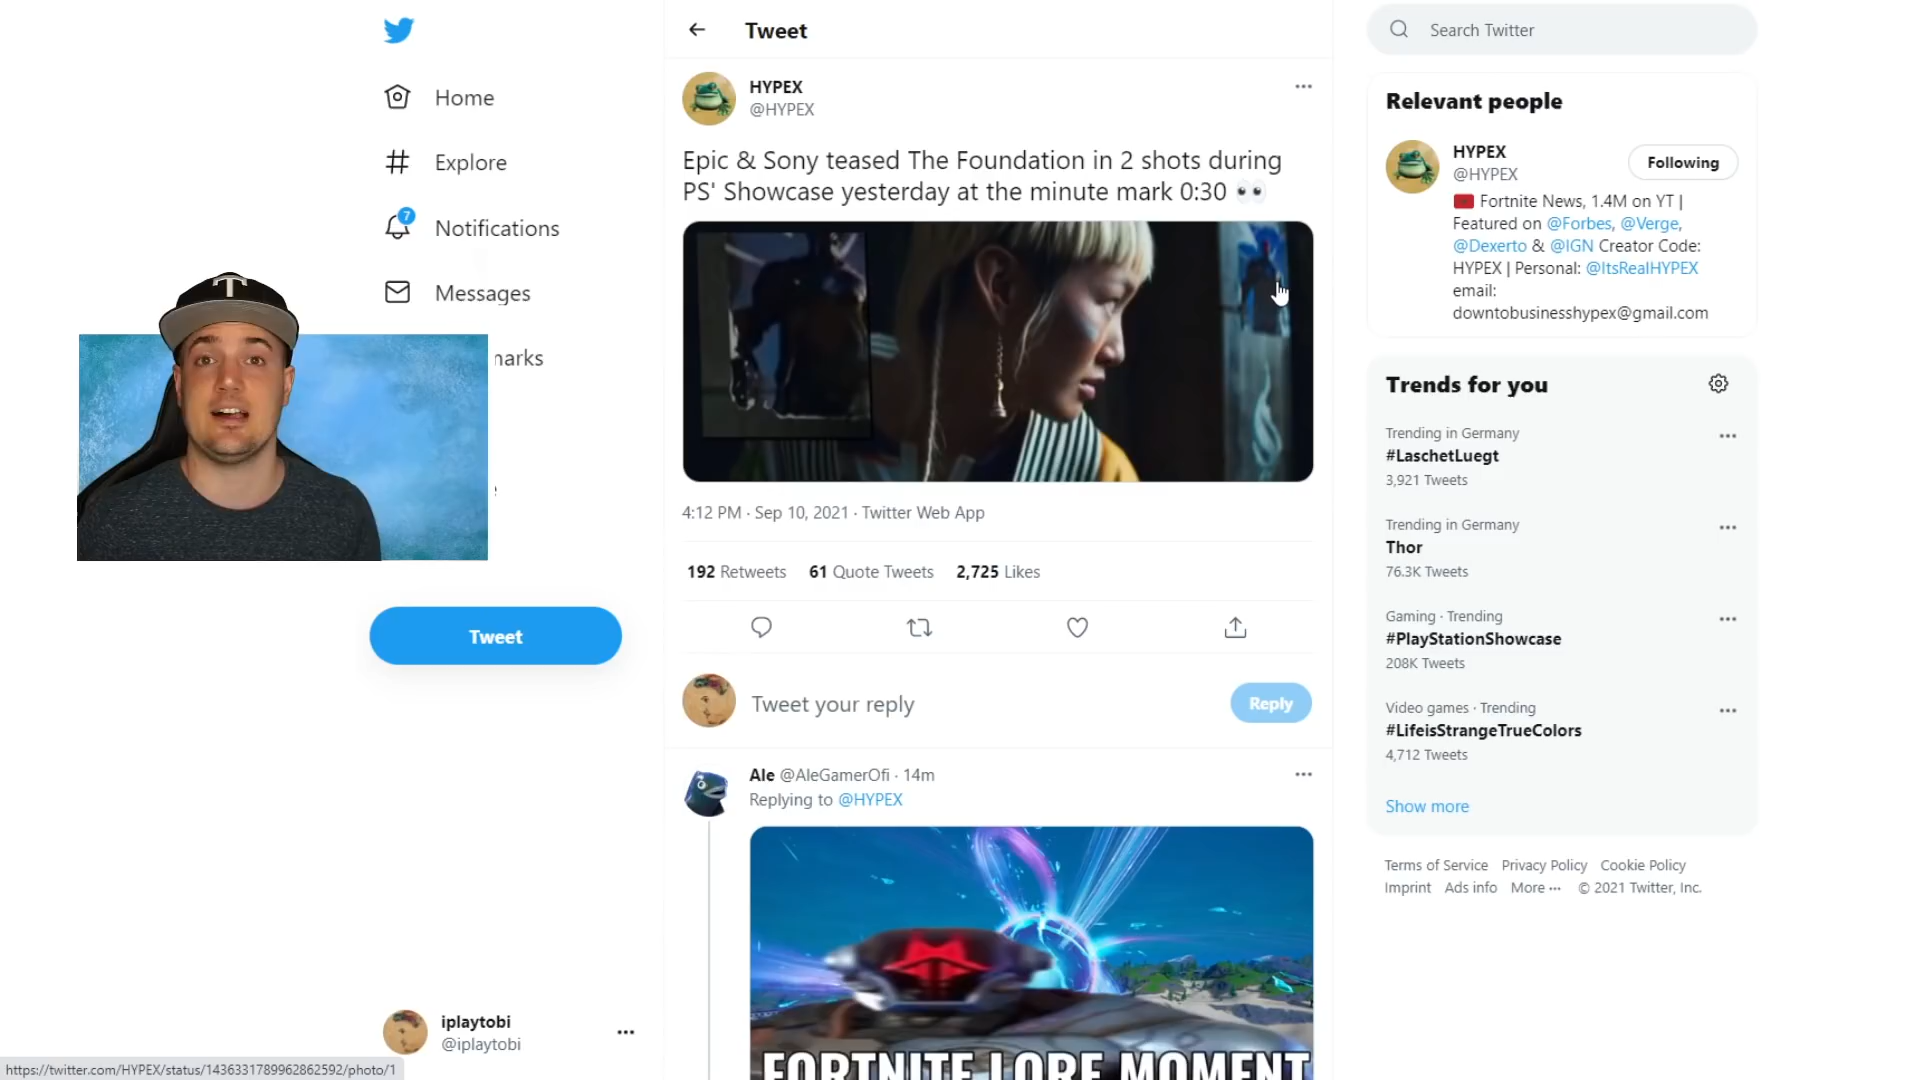 T
Home
Explore
7
Notifications
Messages
marks
Tweet
iplaytobi
@iplaytobi
https://twitter.com/HYPEX/status/1436331789962862592/photo/1
Tweet
HYPEX
@HYPEX
Epic & Sony teased The Foundation in 2 shots during
PS' Showcase yesterday at the minute mark 0:30 👀
4:12 PM · Sep 10, 2021 · Twitter Web App
192 Retweets 61 Quote Tweets 2,725 Likes
Tweet your reply
Reply
Ale @AleGamerOfi · 14m
Replying to @HYPEX
FORTNITE LORE MOMENT
Search Twitter
Relevant people
HYPEX
@HYPEX
Following
🇲🇦 Fortnite News, 1.4M on YT |
Featured on @Forbes, @Verge,
@Dexerto & @IGN Creator Code:
HYPEX | Personal: @ItsRealHYPEX
email:
downtobusinesshypex@gmail.com
Trends for you
Trending in Germany
#LaschetLuegt
3,921 Tweets
Trending in Germany
Thor
76.3K Tweets
Gaming · Trending
#PlayStationShowcase
208K Tweets
Video games · Trending
#LifeisStrangeTrueColors
4,712 Tweets
Show more
Terms of Service Privacy Policy Cookie Policy
Imprint Ads info More ··· © 2021 Twitter, Inc.